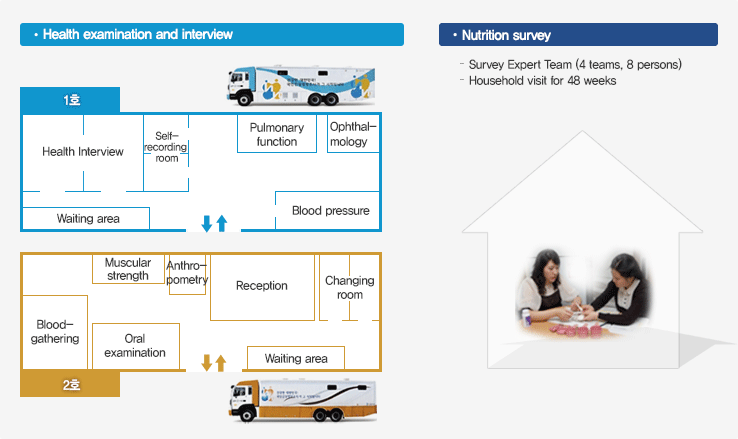 · Health examination and interview
1호
Health Interview
Self-
recording
room
Pulmonary
function
Ophthal-
mology
Waiting area
Blood pressure
Muscular
strength
Anthro-
pometry
Reception
Changing
room
Blood-
gathering
Oral
examination
Waiting area
2호
· Nutrition survey
- Survey Expert Team (4 teams, 8 persons)
- Household visit for 48 weeks